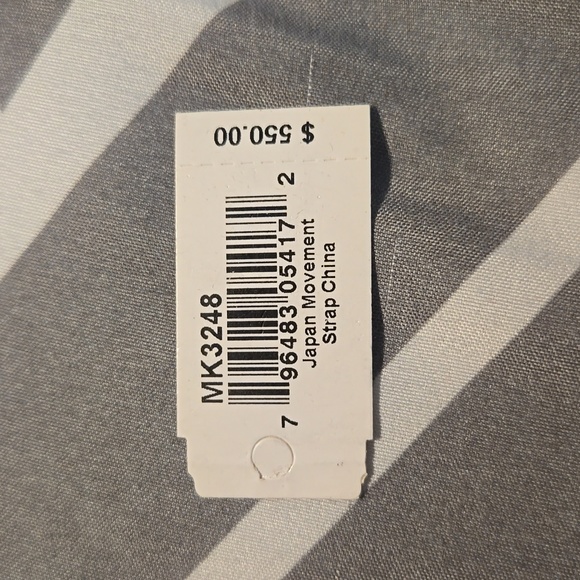 $ 550.00
MK3248
7 96483 05417 2
Japan Movement
Strap China